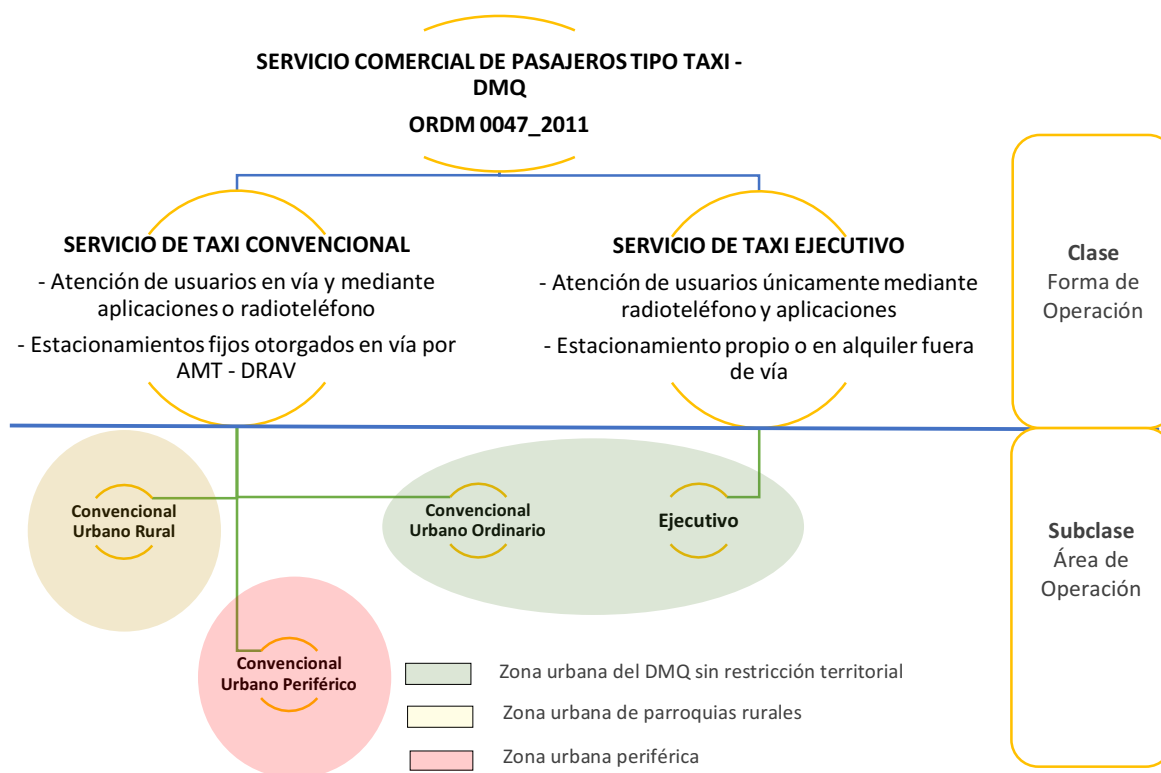 SERVICIO COMERCIAL DE PASAJEROS TIPO TAXI -
DMQ
ORDM 0047_2011
SERVICIO DE TAXI CONVENCIONAL
- Atención de usuarios en vía y mediante
aplicaciones o radioteléfono
- Estacionamientos fijos otorgados en vía por
AMT - DRAV
SERVICIO DE TAXI EJECUTIVO
- Atención de usuarios únicamente mediante
radioteléfono y aplicaciones
- Estacionamiento propio o en alquiler fuera
de vía
Clase
Forma de
Operación
Convencional
Urbano Rural
Convencional
Urbano Ordinario
Ejecutivo
Subclase
Área de
Operación
Convencional
Urbano Periférico
Zona urbana del DMQ sin restricción territorial
Zona urbana de parroquias rurales
Zona urbana periférica